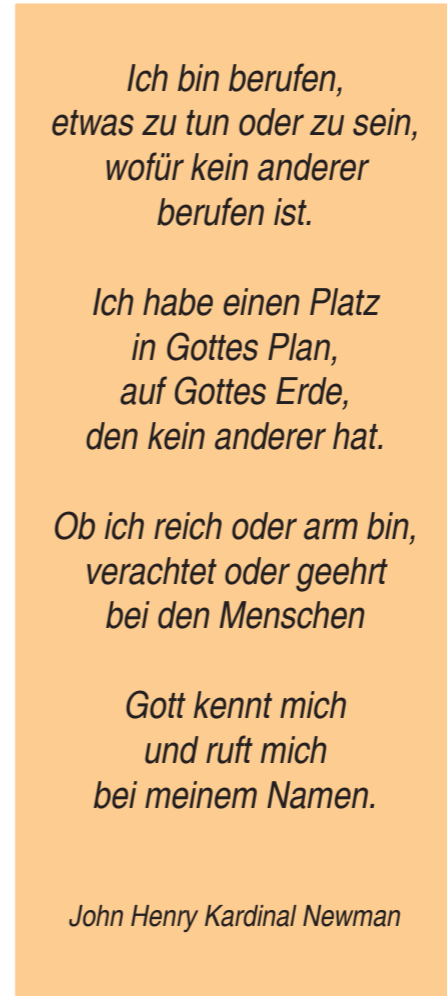 Ich bin berufen,
etwas zu tun oder zu sein,
wofür kein anderer
berufen ist.
Ich habe einen Platz
in Gottes Plan,
auf Gottes Erde,
den kein anderer hat.
Ob ich reich oder arm bin,
verachtet oder geehrt
bei den Menschen
Gott kennt mich
und ruft mich
bei meinem Namen.
John Henry Kardinal Newman